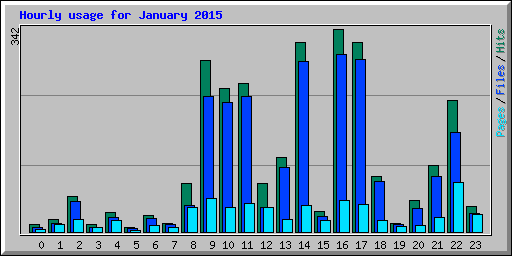 Hourly usage for January 2015
342
Pages/Files/Hits
0 1 2 3 4 5 6 7 8 9 10 11 12 13 14 15 16 17 18 19 20 21 22 23